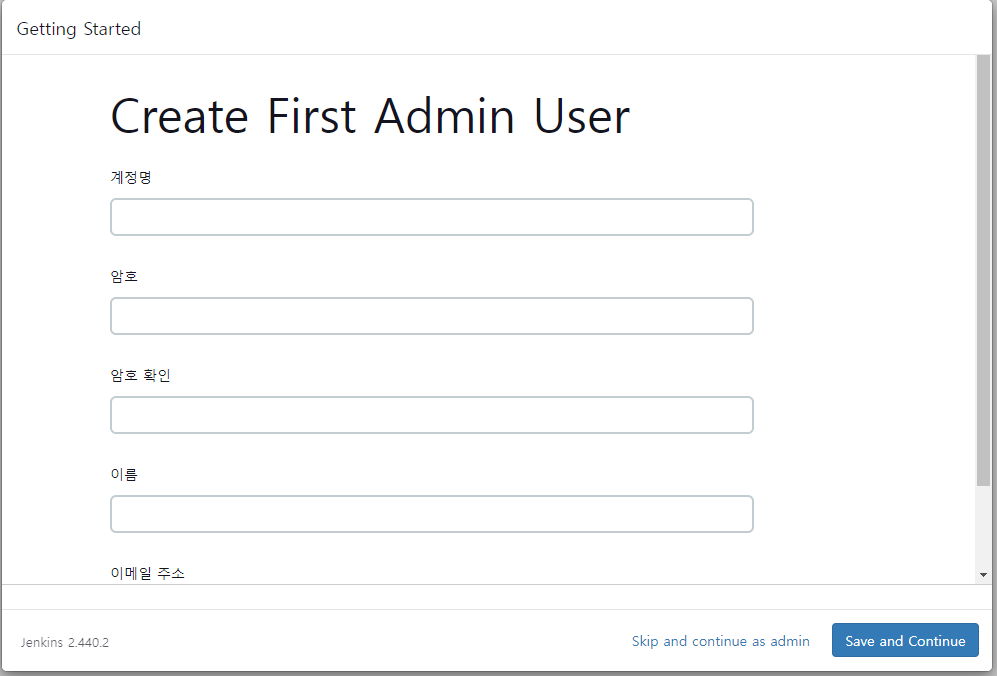 Getting Started
Create First Admin User
계정명
암호
암호 확인
이름
이메일 주소
Jenkins 2.440.2
Skip and continue as admin
Save and Continue